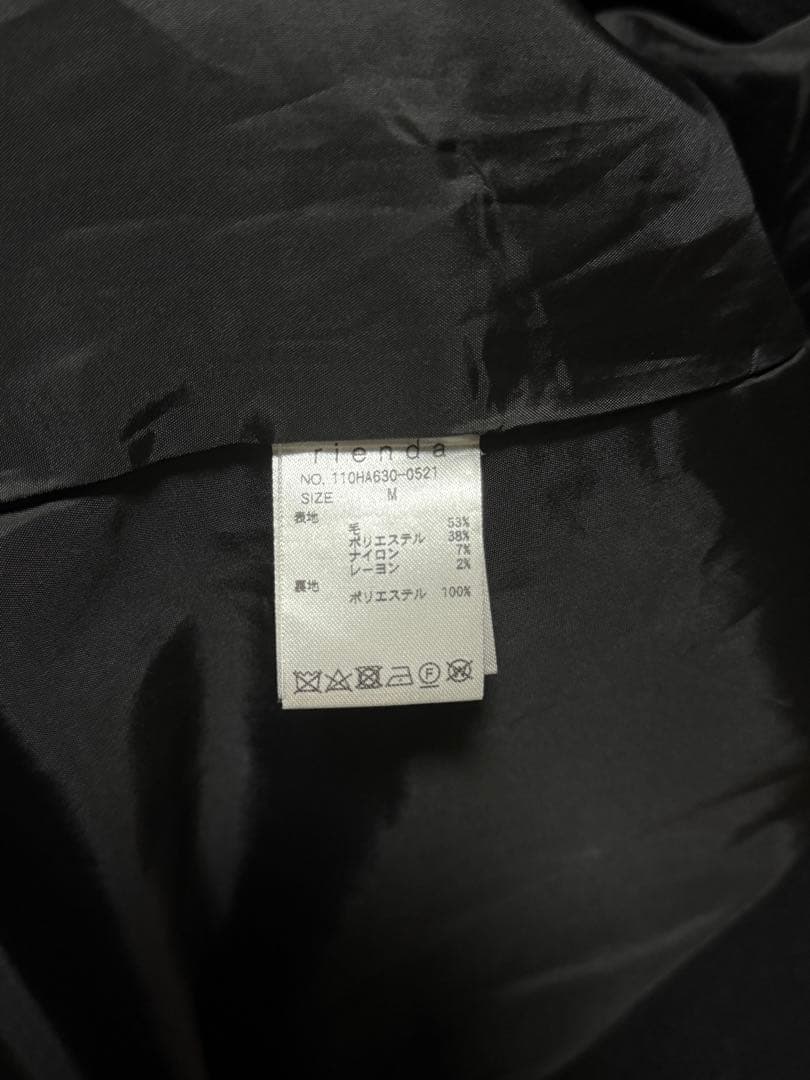 rienda
NO. 110HA630-0521
SIZE M
表地
毛 53%
ポリエステル 38%
ナイロン 7%
レーヨン 2%
裏地
ポリエステル 100%
F W